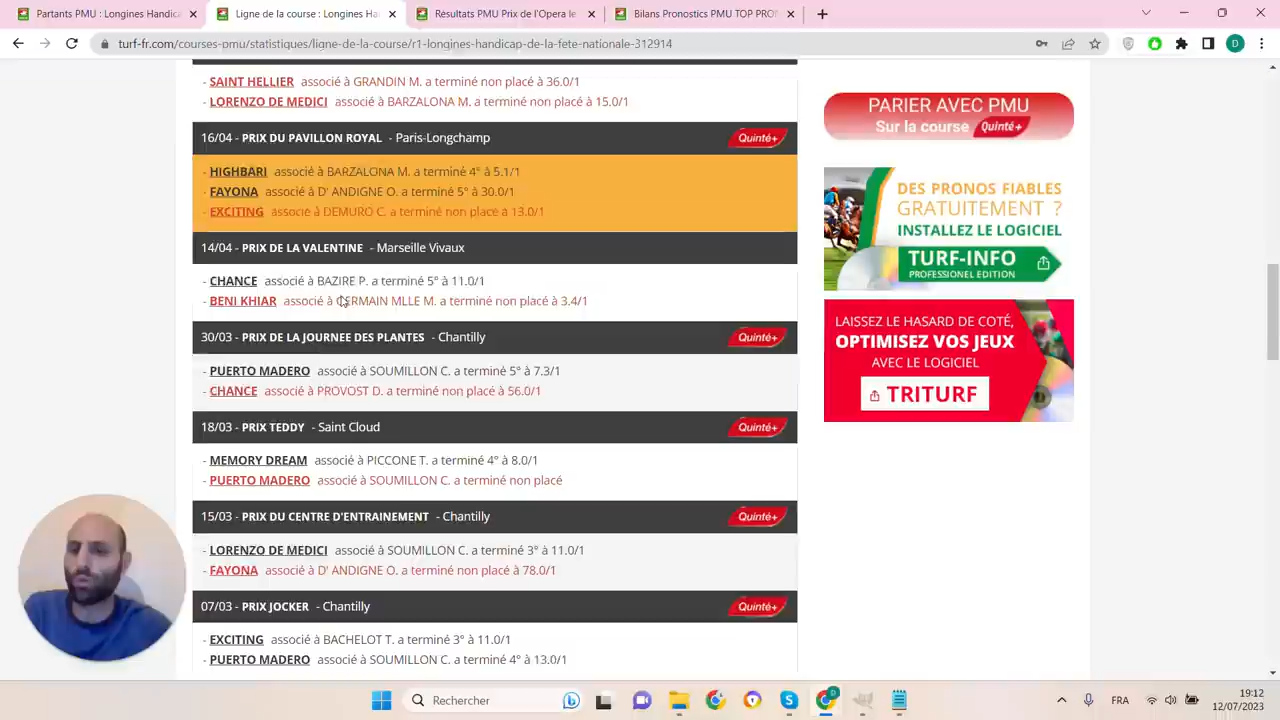 PMU : Longines Handicap de la
Ligne à ligne - Longines Ha
Pronostics PMU Prix de l'Opera le
Bilans Pronostics PMU TOP PRO
turf-fr.com/courses-pmu/statistiques/ligne-a-ligne/course/r1-longines-handicap-de-la-fete-nationale-312914
D
- SAINT HELLIER associé à GRANDIN M. a terminé non placé à 36.0/1
- LORENZO DE MEDICI associé à BARZALONA M. a terminé non placé à 15.0/1
16/04 - PRIX DU PAVILLON ROYAL - Paris-Longchamp Quinté+
- HIGHBARI associé à BARZALONA M. a terminé 4° à 5.1/1
- FAYONA associé à D' ANDIGNE O. a terminé 5° à 30.0/1
- EXCITING associé à DEMURO C. a terminé non placé à 13.0/1
14/04 - PRIX DE LA VALENTINE - Marseille Vivaux
- CHANCE associé à BAZIRE P. a terminé 5° à 11.0/1
- BENI KHIAR associé à GERMAIN MLLE M. a terminé non placé à 3.4/1
30/03 - PRIX DE LA JOURNEE DES PLANTES - Chantilly Quinté+
- PUERTO MADERO associé à SOUMILLON C. a terminé 5° à 7.3/1
- CHANCE associé à PROVOST D. a terminé non placé à 56.0/1
18/03 - PRIX TEDDY - Saint Cloud Quinté+
- MEMORY DREAM associé à PICCONE T. a terminé 4° à 8.0/1
- PUERTO MADERO associé à SOUMILLON C. a terminé non placé
15/03 - PRIX DU CENTRE D'ENTRAINEMENT - Chantilly Quinté+
- LORENZO DE MEDICI associé à SOUMILLON C. a terminé 3° à 11.0/1
- FAYONA associé à D' ANDIGNE O. a terminé non placé à 78.0/1
07/03 - PRIX JOCKER - Chantilly Quinté+
- EXCITING associé à BACHELOT T. a terminé 3° à 11.0/1
- PUERTO MADERO associé à SOUMILLON C. a terminé 4° à 13.0/1
PARIER AVEC PMU
Sur la course Quinté+
DES PRONOS FIABLES
GRATUITEMENT ?
INSTALLEZ LE LOGICIEL
TURF-INFO
PROFESSIONEL EDITION
LAISSEZ LE HASARD DE COTÉ,
OPTIMISEZ VOS JEUX
AVEC LE LOGICIEL
TRITURF
Rechercher
FRA
19:12
12/07/2023